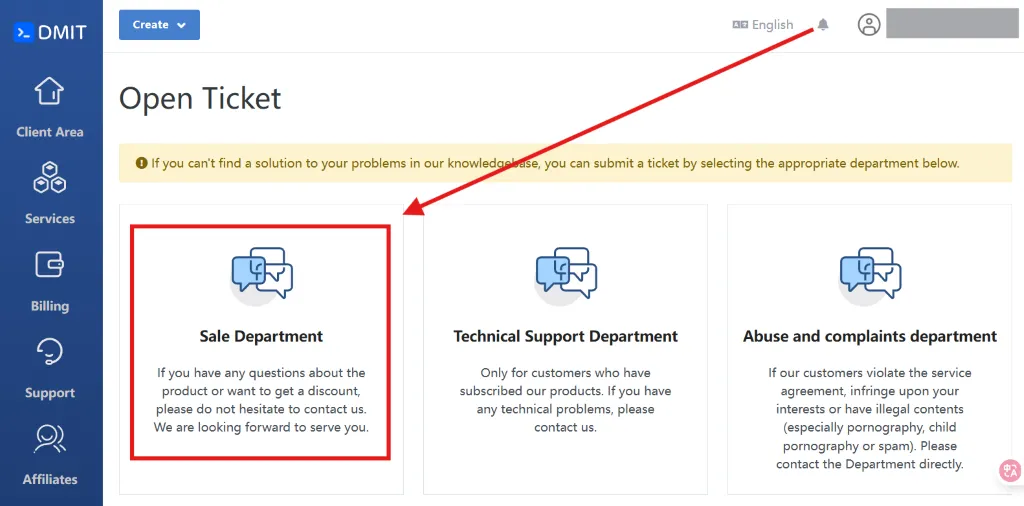 DMIT
Create
English
Client Area
Services
Billing
Support
Affiliates
Open Ticket
If you can't find a solution to your problems in our knowledgebase, you can submit a ticket by selecting the appropriate department below.
Sale Department
If you have any questions about the
product or want to get a discount,
please do not hesitate to contact us.
We are looking forward to serve you.
Technical Support Department
Only for customers who have
subscribed our products. If you have
any technical problems, please
contact us.
Abuse and complaints department
If our customers violate the service
agreement, infringe upon your
interests or have illegal contents
(especially pornography, child
pornography or spam). Please
contact the Department directly.